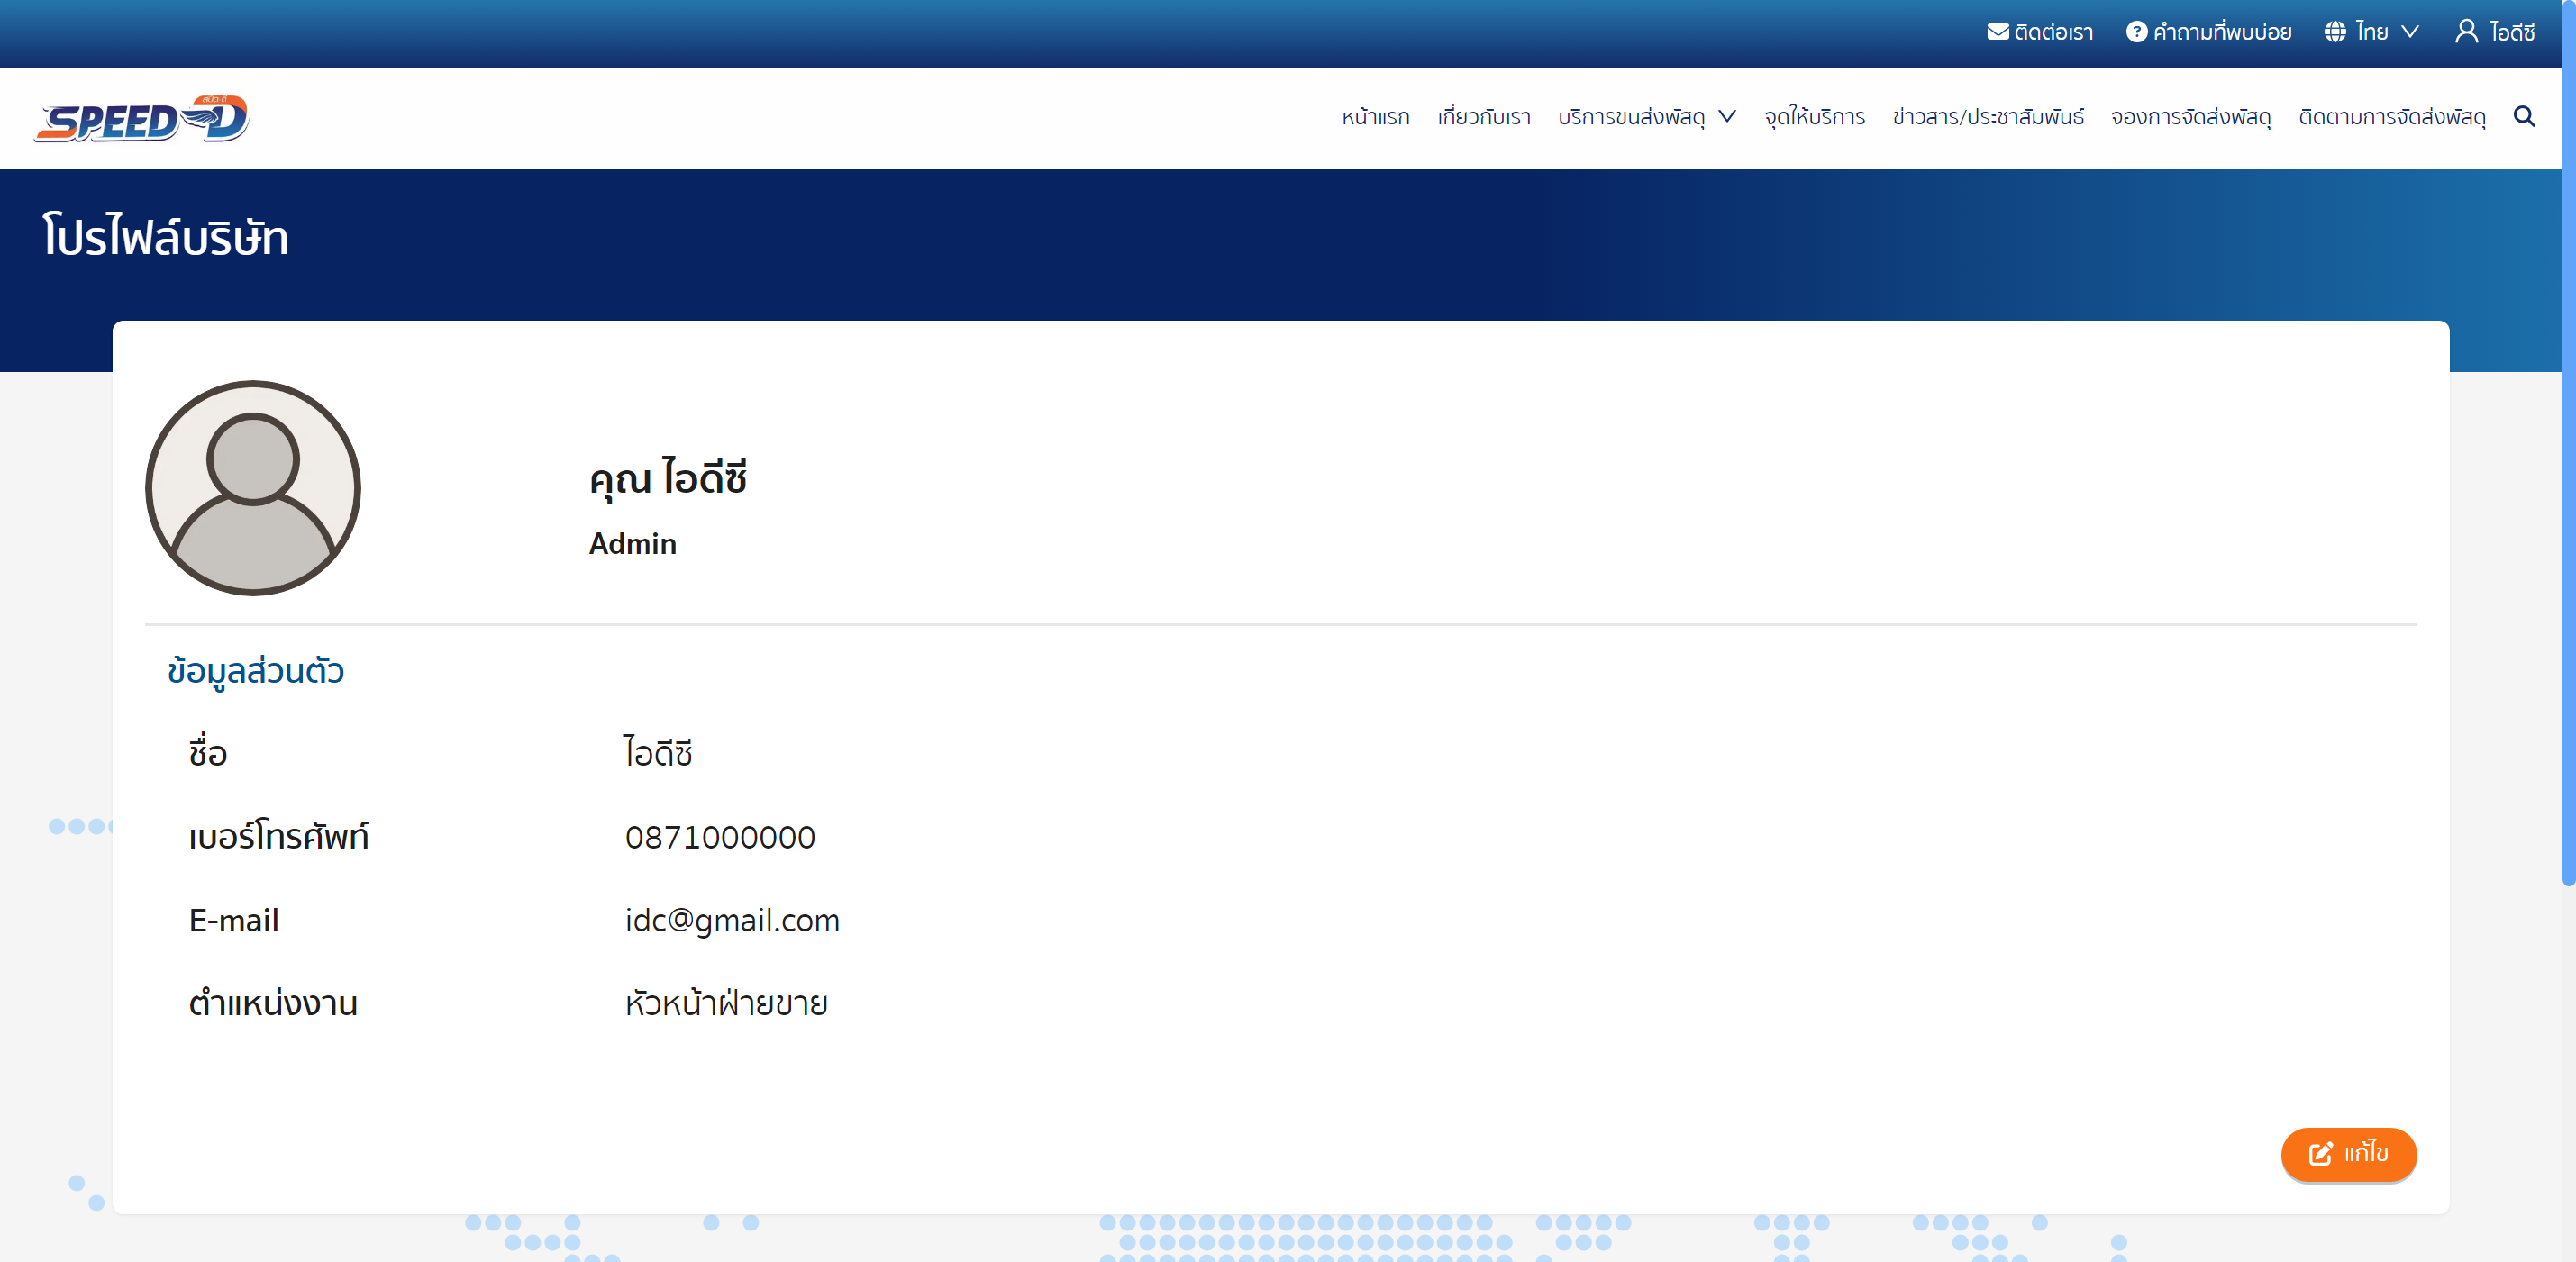 ติดต่อเรา คำถามที่พบบ่อย ไทย ไอดีซี
สปีด-ดี
SPEED-D
หน้าแรก เกี่ยวกับเรา บริการขนส่งพัสดุ จุดให้บริการ ข่าวสาร/ประชาสัมพันธ์ จองการจัดส่งพัสดุ ติดตามการจัดส่งพัสดุ
โปรไฟล์บริษัท
คุณ ไอดีซี
Admin
ข้อมูลส่วนตัว
ชื่อ ไอดีซี
เบอร์โทรศัพท์ 0871000000
E-mail idc@gmail.com
ตำแหน่งงาน หัวหน้าฝ่ายขาย
แก้ไข